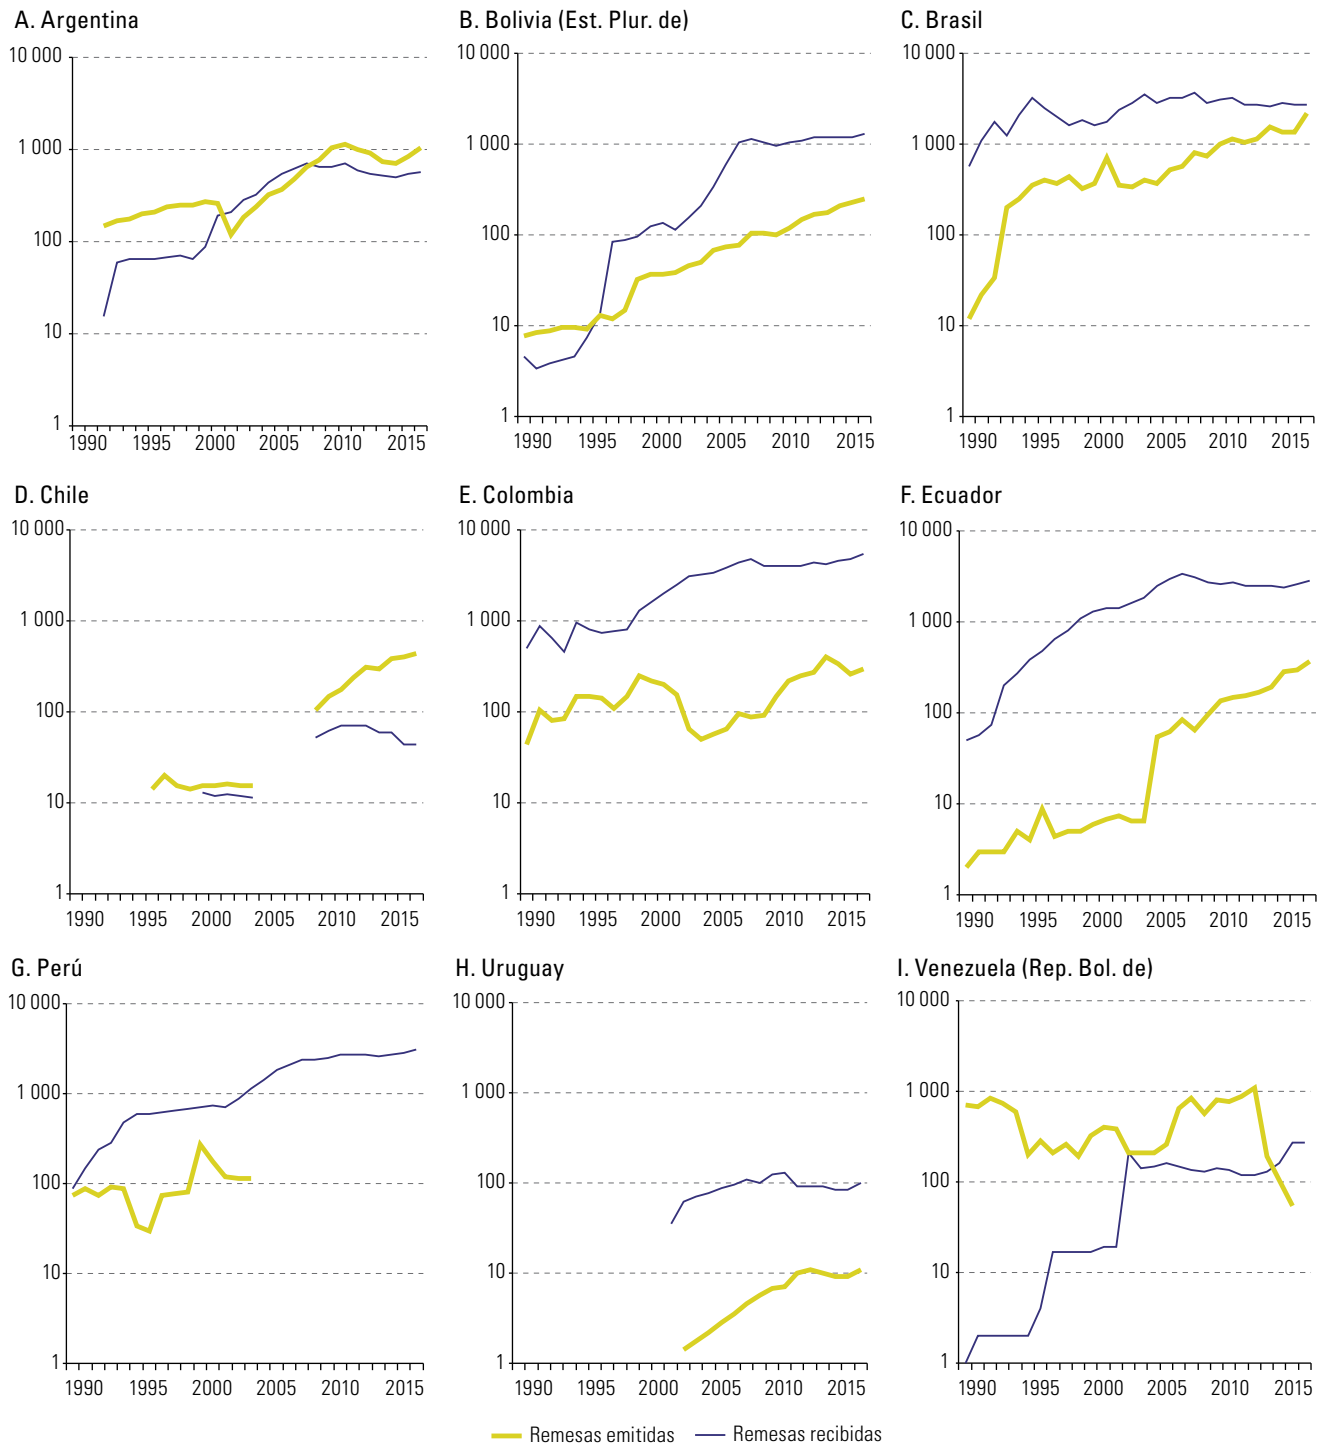 A. Argentina
10 000
1 000
100
10
1
1990 1995 2000 2005 2010 2015
B. Bolivia (Est. Plur. de)
10 000
1 000
100
10
1
1990 1995 2000 2005 2010 2015
C. Brasil
10 000
1 000
100
10
1
1990 1995 2000 2005 2010 2015
D. Chile
10 000
1 000
100
10
1
1990 1995 2000 2005 2010 2015
E. Colombia
10 000
1 000
100
10
1
1990 1995 2000 2005 2010 2015
F. Ecuador
10 000
1 000
100
10
1
1990 1995 2000 2005 2010 2015
G. Perú
10 000
1 000
100
10
1
1990 1995 2000 2005 2010 2015
H. Uruguay
10 000
1 000
100
10
1
1990 1995 2000 2005 2010 2015
I. Venezuela (Rep. Bol. de)
10 000
1 000
100
10
1
1990 1995 2000 2005 2010 2015
Remesas emitidas Remesas recibidas